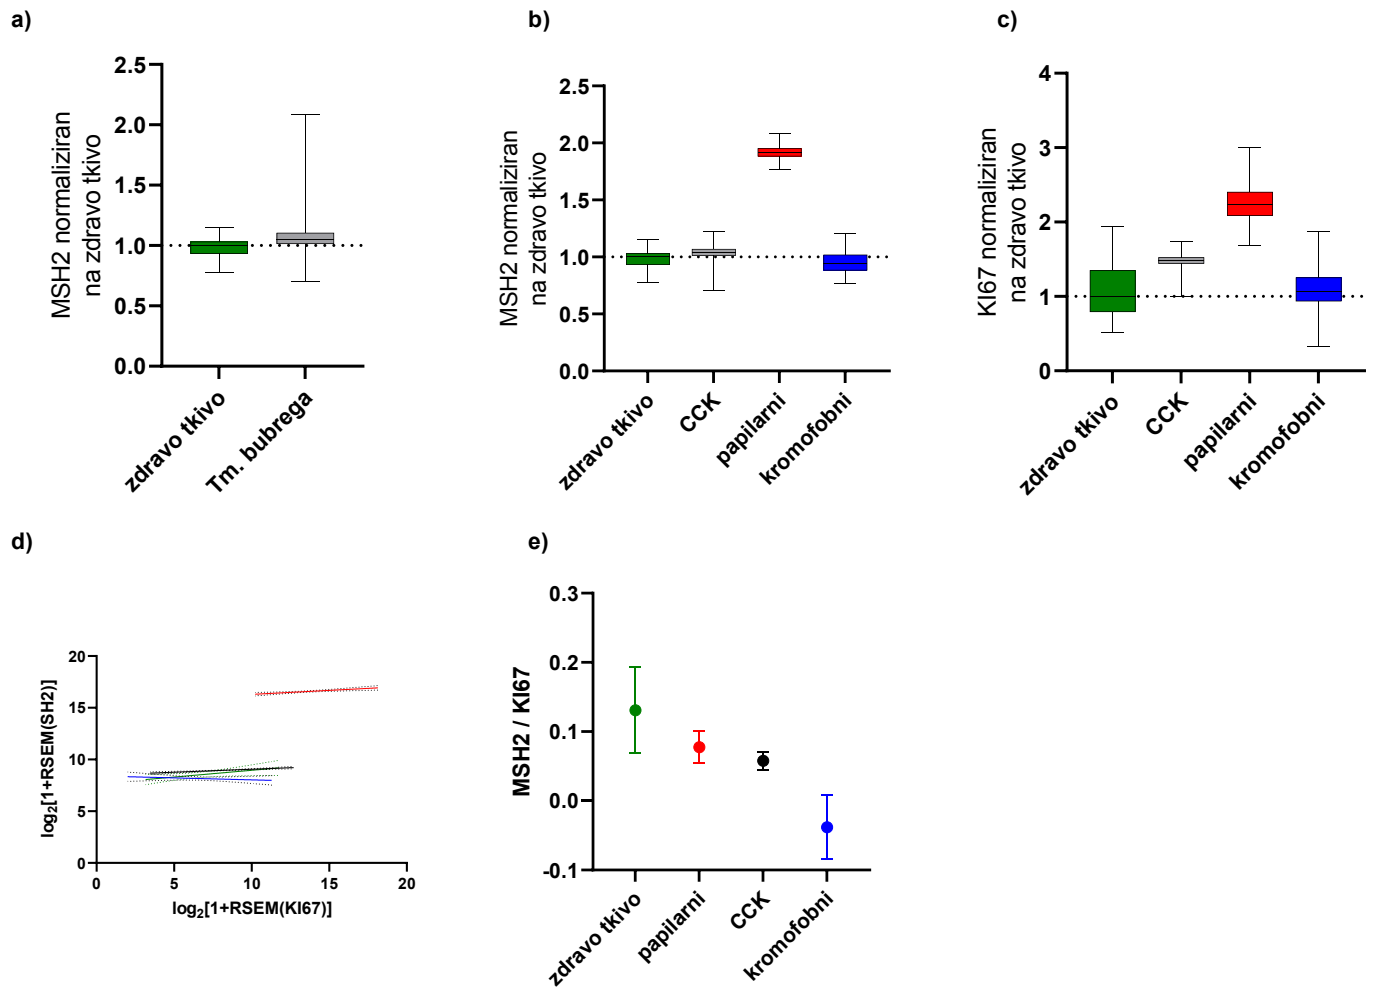 a)
MSH2 normaliziran
na zdravo tkivo
2.5
2.0
1.5
1.0
0.5
0.0
zdravo tkivo
Tm. bubrega
b)
MSH2 normaliziran
na zdravo tkivo
2.5
2.0
1.5
1.0
0.5
0.0
zdravo tkivo
CCK
papilarni
kromofobni
c)
KI67 normaliziran
na zdravo tkivo
4
3
2
1
0
zdravo tkivo
CCK
papilarni
kromofobni
d)
log₂[1+RSEM(SH2)]
20
15
10
5
0
0 5 10 15 20
log₂[1+RSEM(KI67)]
e)
MSH2 / KI67
0.3
0.2
0.1
0.0
-0.1
zdravo tkivo
papilarni
CCK
kromofobni